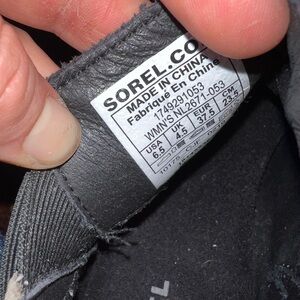 SOREL.CO
MADE IN CHINA
Fabriqué En Chine
1749291053
WMN'S NL2671-053
USA UK EUR CM
6.5 4.5 37.5 23.5